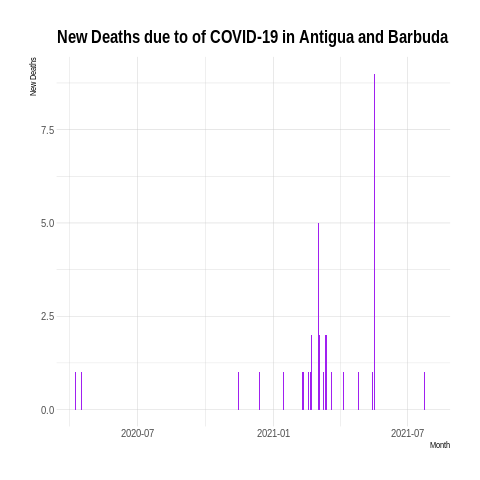 New Deaths due to of COVID-19 in Antigua and Barbuda
New Deaths
7.5
5.0
2.5
0.0
2020-07 2021-01 2021-07
Month